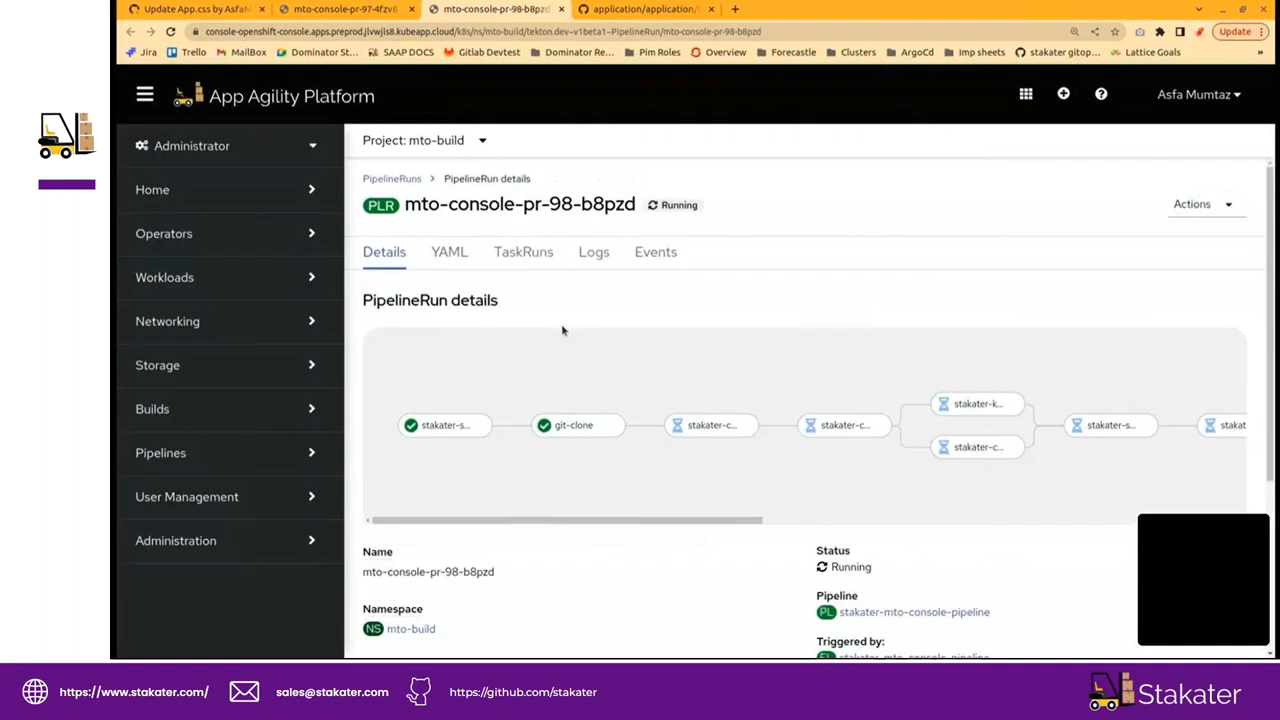 Update App.css by AsfaM
mto-console-pr-97-4fzv8
mto-console-pr-98-b8pzd
application/application/
console-openshift-console.apps.preprod.jlvwjls8.kubeapp.cloud/k8s/ns/mto-build/tekton.dev~v1beta1~PipelineRun/mto-console-pr-98-b8pzd
Update
Jira
Trello
MailBox
Dominator St...
SAAP DOCS
Gitlab Devtest
Dominator Re...
Pim Roles
Overview
Forecastle
Clusters
ArgoCd
Imp sheets
stakater gitop...
Lattice Goals
»
App Agility Platform
Asfa Mumtaz
Administrator
Home
Operators
Workloads
Networking
Storage
Builds
Pipelines
User Management
Administration
Project: mto-build
PipelineRuns > PipelineRun details
PLR mto-console-pr-98-b8pzd Running
Actions
Details YAML TaskRuns Logs Events
PipelineRun details
stakater-s...
git-clone
stakater-c...
stakater-c...
stakater-k...
stakater-c...
stakater-s...
stakat
Name
mto-console-pr-98-b8pzd
Namespace
NS mto-build
Status
Running
Pipeline
PL stakater-mto-console-pipeline
Triggered by:
stakater-mto-console-pipeline
https://www.stakater.com/
sales@stakater.com
https://github.com/stakater
Stakater